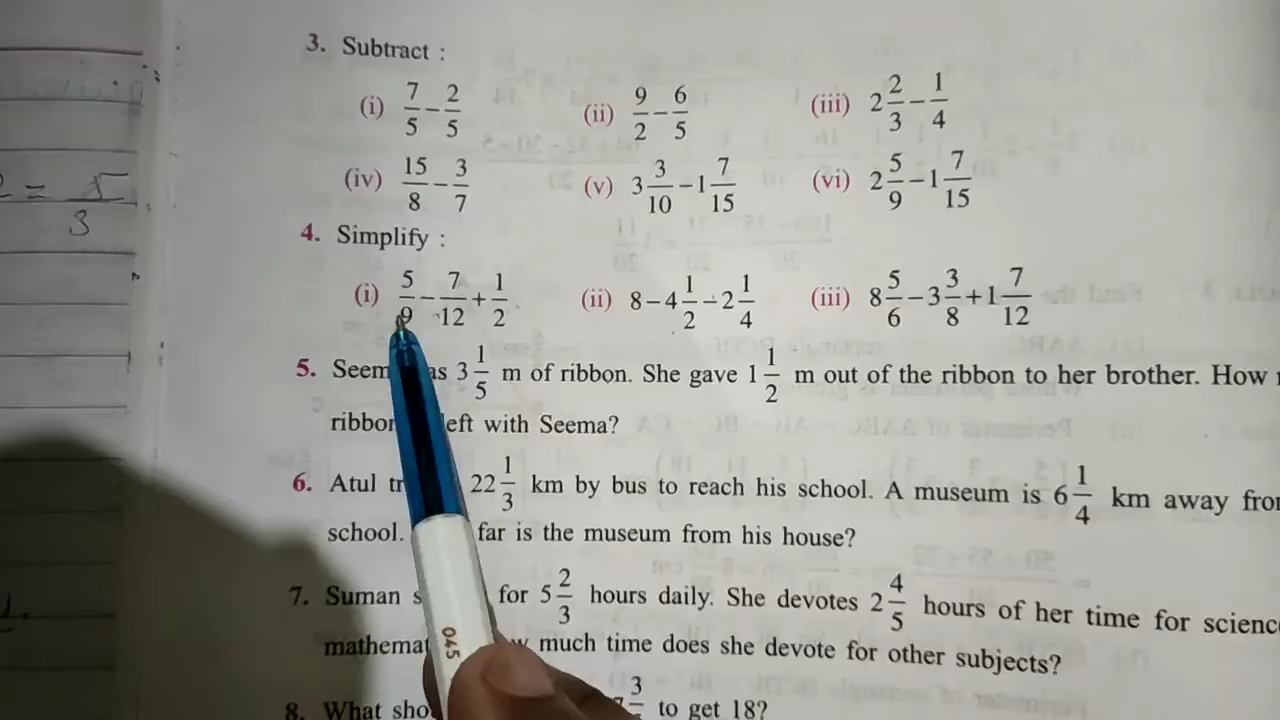 3. Subtract :
(i) 7/5 − 2/5 (ii) 9/2 − 6/5 (iii) 2 2/3 − 1/4
(iv) 15/8 − 3/7 (v) 3 3/10 − 1 7/15 (vi) 2 5/9 − 1 7/15
4. Simplify :
(i) 5/9 − 7/12 + 1/2 (ii) 8 − 4 1/2 − 2 1/4 (iii) 8 5/6 − 3 3/8 + 1 7/12
5. Seem as 3 1/5 m of ribbon. She gave 1 1/2 m out of the ribbon to her brother. How
ribbon left with Seema?
6. Atul 22 1/3 km by bus to reach his school. A museum is 6 1/4 km away
school. far is the museum from his house?
7. Suman for 5 2/3 hours daily. She devotes 2 4/5 hours of her time for
much time does she devote for other subjects?
8. What to get 18?
045